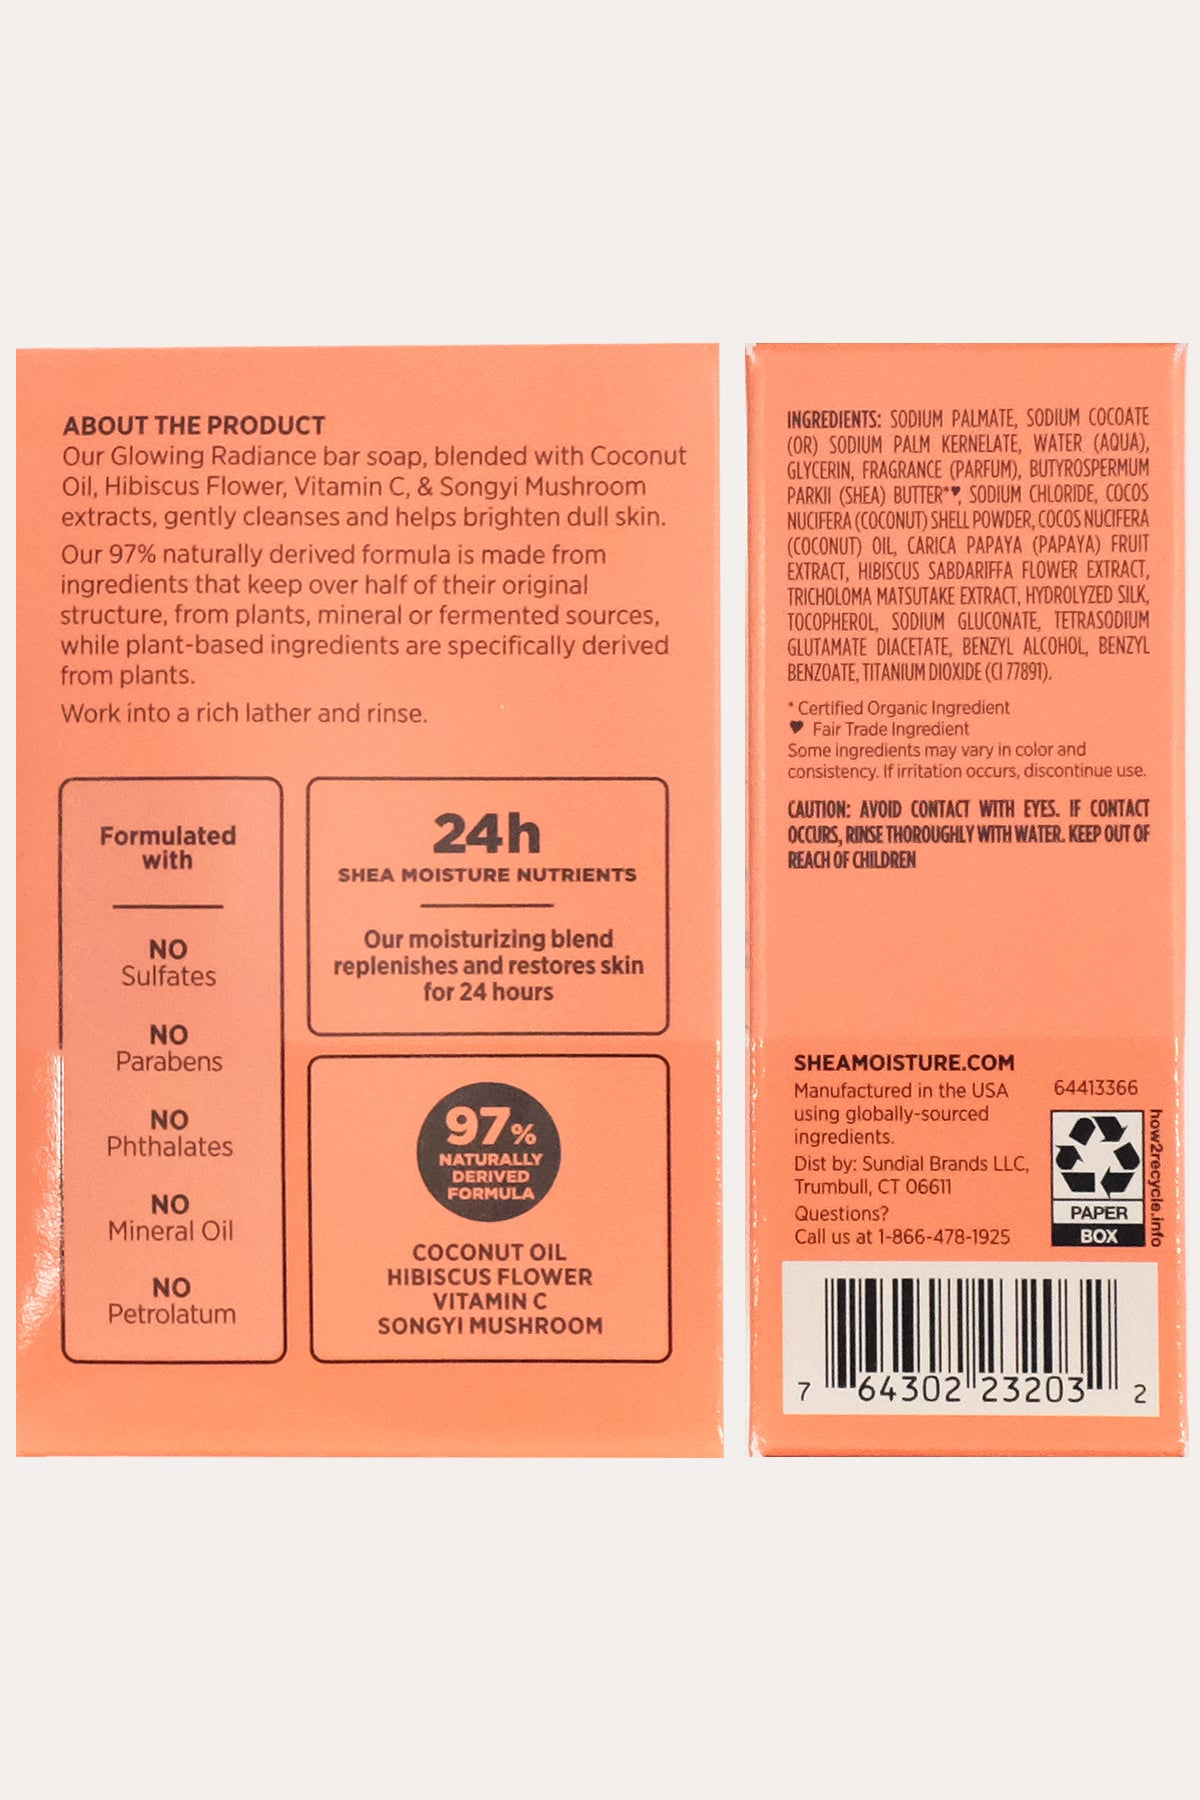 ABOUT THE PRODUCT
Our Glowing Radiance bar soap, blended with Coconut
Oil, Hibiscus Flower, Vitamin C, & Songyi Mushroom
extracts, gently cleanses and helps brighten dull skin.
Our 97% naturally derived formula is made from
ingredients that keep over half of their original
structure, from plants, mineral or fermented sources,
while plant-based ingredients are specifically derived
from plants.
Work into a rich lather and rinse.
Formulated
with
NO
Sulfates
NO
Parabens
NO
Phthalates
NO
Mineral Oil
NO
Petrolatum
24h
SHEA MOISTURE NUTRIENTS
Our moisturizing blend
replenishes and restores skin
for 24 hours
97%
NATURALLY
DERIVED
FORMULA
COCONUT OIL
HIBISCUS FLOWER
VITAMIN C
SONGYI MUSHROOM
INGREDIENTS: SODIUM PALMATE, SODIUM COCOATE
(OR) SODIUM PALM KERNELATE, WATER (AQUA),
GLYCERIN, FRAGRANCE (PARFUM), BUTYROSPERMUM
PARKII (SHEA) BUTTER*♥, SODIUM CHLORIDE, COCOS
NUCIFERA (COCONUT) SHELL POWDER, COCOS NUCIFERA
(COCONUT) OIL, CARICA PAPAYA (PAPAYA) FRUIT
EXTRACT, HIBISCUS SABDARIFFA FLOWER EXTRACT,
TRICHOLOMA MATSUTAKE EXTRACT, HYDROLYZED SILK,
TOCOPHEROL, SODIUM GLUCONATE, TETRASODIUM
GLUTAMATE DIACETATE, BENZYL ALCOHOL, BENZYL
BENZOATE, TITANIUM DIOXIDE (CI 77891).
* Certified Organic Ingredient
♥ Fair Trade Ingredient
Some ingredients may vary in color and
consistency. If irritation occurs, discontinue use.
CAUTION: AVOID CONTACT WITH EYES. IF CONTACT
OCCURS, RINSE THOROUGHLY WITH WATER. KEEP OUT OF
REACH OF CHILDREN
SHEAMOISTURE.COM
Manufactured in the USA
using globally-sourced
ingredients.
Dist by: Sundial Brands LLC,
Trumbull, CT 06611
Questions?
Call us at 1-866-478-1925
64413366
PAPER
BOX
how2recycle.info
7 64302 23203 2